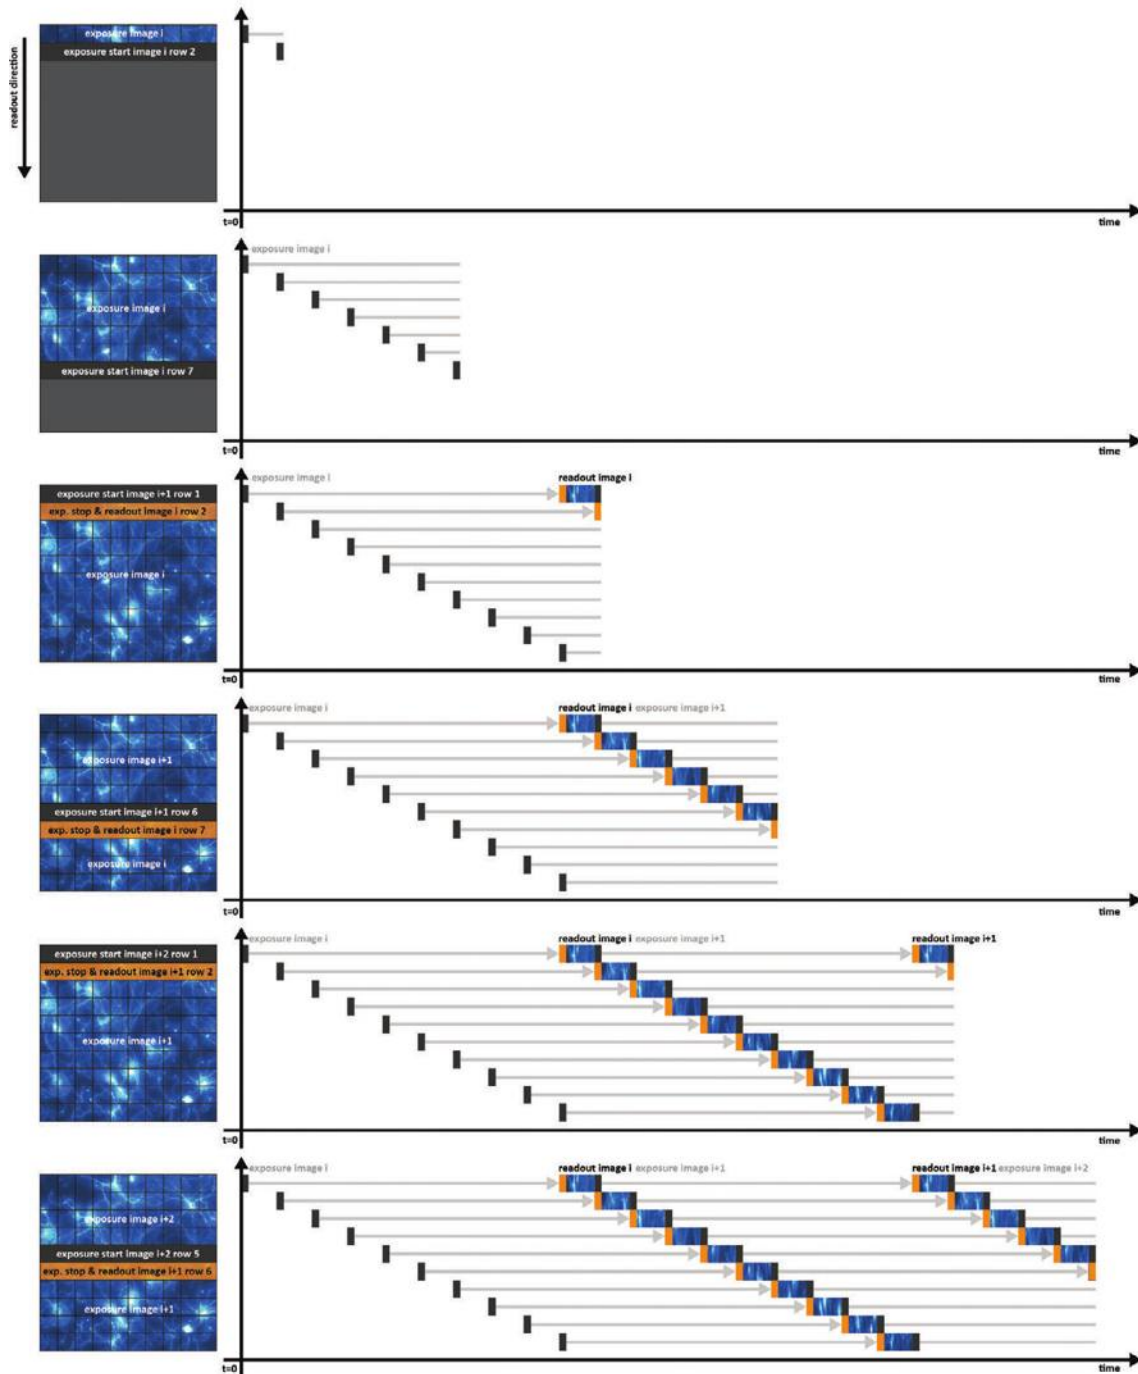 exposure image i
exposure start image i row 2
readout direction
t=0
time
exposure image i
exposure image i
exposure start image i row 7
t=0
time
exposure image i
readout image i
exposure start image i+1 row 1
exp. stop & readout image i row 2
exposure image i
t=0
time
exposure image i
readout image i
exposure image i+1
exposure image i+1
exposure start image i+1 row 6
exp. stop & readout image i row 7
exposure image i
t=0
time
exposure image i
readout image i
exposure image i+1
readout image i+1
exposure start image i+2 row 1
exp. stop & readout image i+1 row 2
exposure image i+1
t=0
time
exposure image i
readout image i
exposure image i+1
readout image i+1
exposure image i+2
exposure image i+2
exposure start image i+2 row 5
exp. stop & readout image i+1 row 6
exposure image i+1
t=0
time